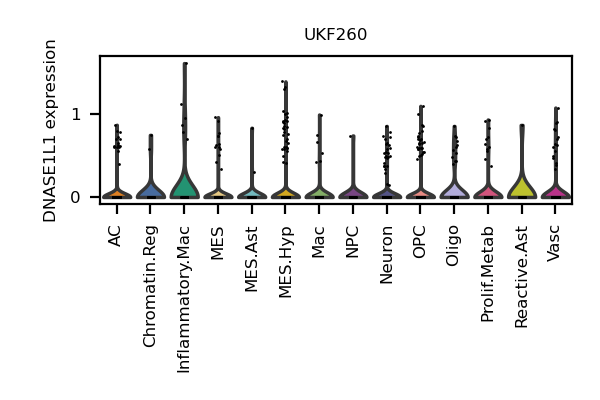 UKF260
DNASE1L1 expression
1
0
AC
Chromatin.Reg
Inflammatory.Mac
MES
MES.Ast
MES.Hyp
Mac
NPC
Neuron
OPC
Oligo
Prolif.Metab
Reactive.Ast
Vasc